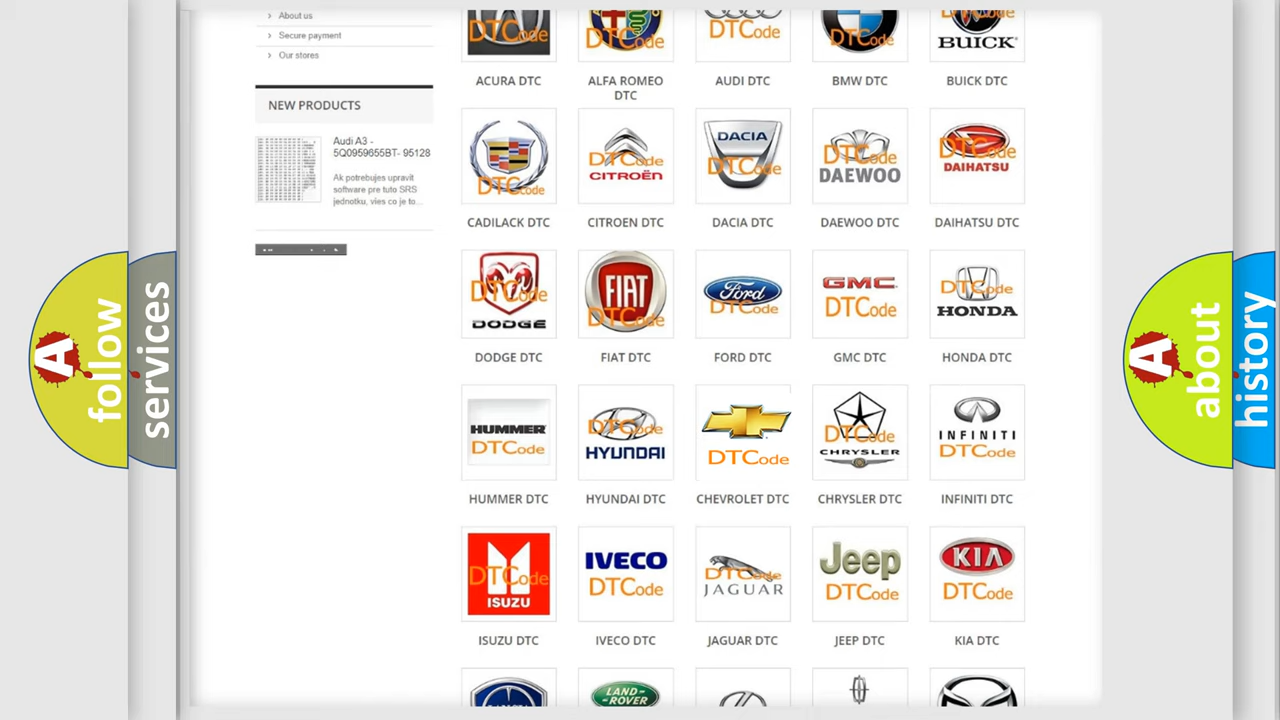 About us
Secure payment
Our stores
NEW PRODUCTS
Audi A3 -
5Q0959655BT- 95128
Ak potrebujes upravit
software pre tuto SRS
jednotku, vies co je to...
DTCode
DTCode
DTCode
DTCode
BUICK
ACURA DTC
ALFA ROMEO
DTC
AUDI DTC
BMW DTC
BUICK DTC
DTCode
DTCode
CITROËN
DACIA
DTCode
DTCode
DAEWOO
DTCode
DAIHATSU
CADILACK DTC
CITROEN DTC
DACIA DTC
DAEWOO DTC
DAIHATSU DTC
DTCode
DODGE
FIAT
DTCode
Ford
DTCode
GMC
DTCode
DTCode
HONDA
DODGE DTC
FIAT DTC
FORD DTC
GMC DTC
HONDA DTC
HUMMER
DTCode
DTCode
HYUNDAI
DTCode
DTCode
CHRYSLER
INFINITI
DTCode
HUMMER DTC
HYUNDAI DTC
CHEVROLET DTC
CHRYSLER DTC
INFINITI DTC
DTCode
ISUZU
IVECO
DTCode
DTCode
JAGUAR
Jeep
DTCode
KIA
DTCode
ISUZU DTC
IVECO DTC
JAGUAR DTC
JEEP DTC
KIA DTC
LAND-
ROVER
A
follow
services
A
about
history